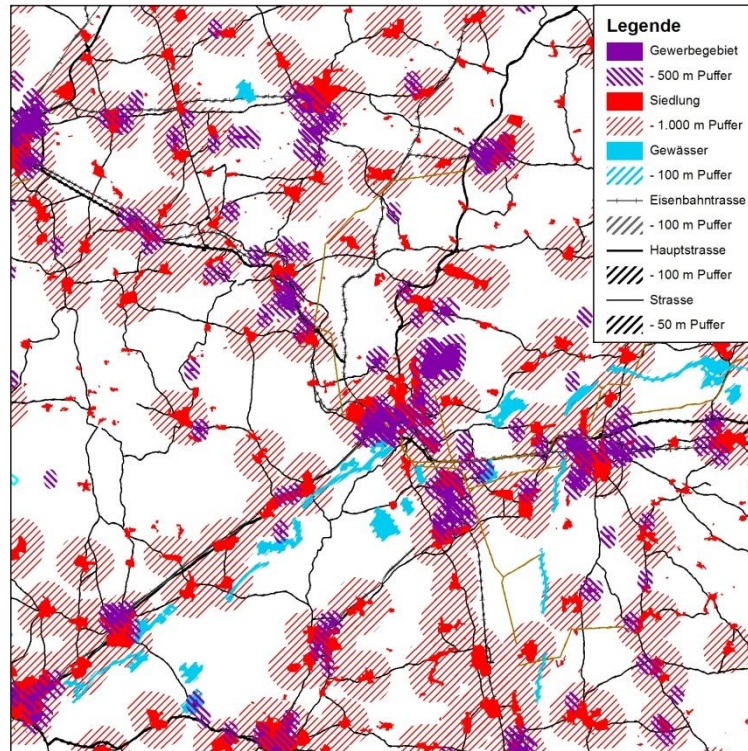 Legende
Gewerbegebiet
- 500 m Puffer
Siedlung
- 1.000 m Puffer
Gewässer
- 100 m Puffer
Eisenbahntrasse
- 100 m Puffer
Hauptstrasse
- 100 m Puffer
Strasse
- 50 m Puffer